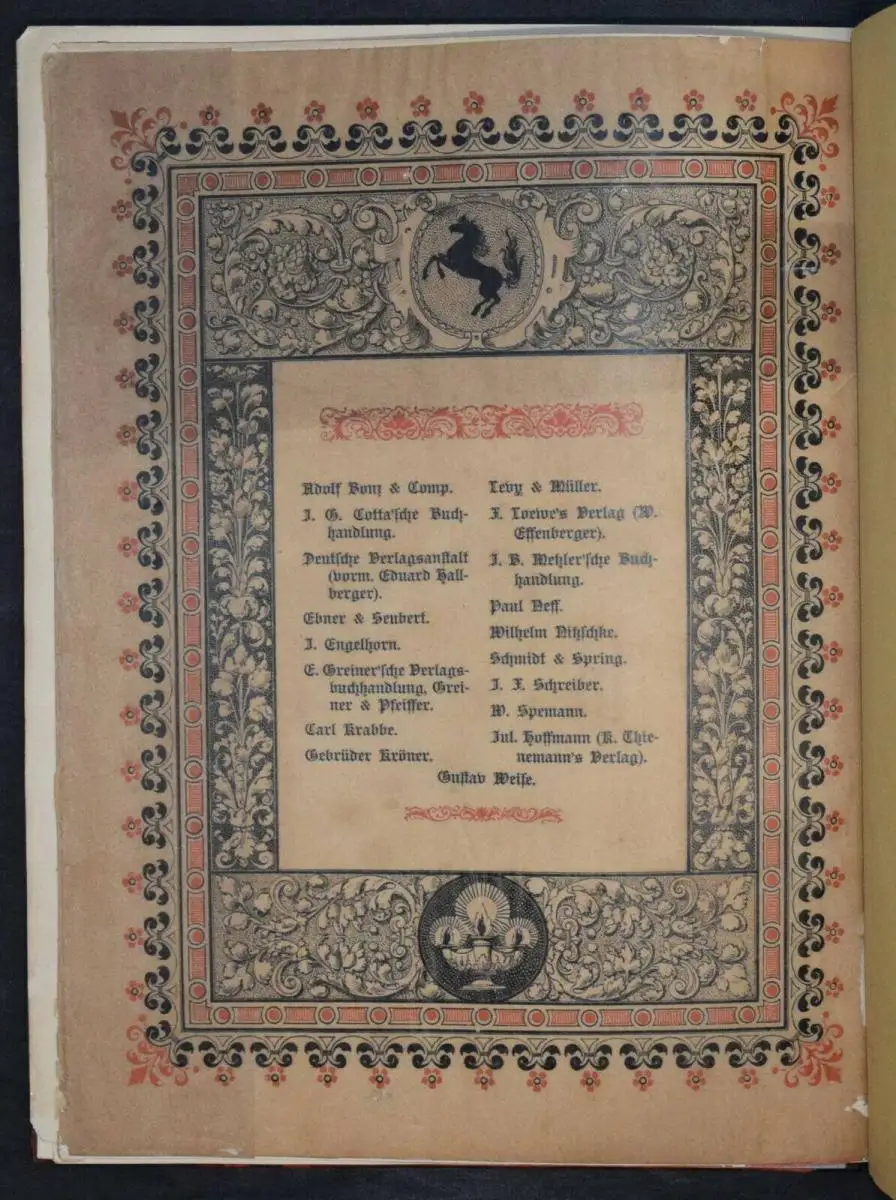 Adolf Bonz & Comp.
J. G. Cotta'sche Buch-
handlung.
Deutsche Verlagsanstalt
(vorm. Eduard Hall-
berger).
Ebner & Seubert.
J. Engelhorn.
E. Greiner'sche Verlags-
buchhandlung, Grei-
ner & Pfeiffer.
Carl Krabbe.
Gebrüder Kröner.
Levy & Müller.
F. Loewe's Verlag (W.
Effenberger).
J. B. Metzler'sche Buch-
handlung.
Paul Neff.
Wilhelm Nitzschke.
Schmidt & Spring.
J. F. Schreiber.
W. Spemann.
Jul. Hoffmann (K. Thie-
nemann's Verlag).
Gustav Weise.